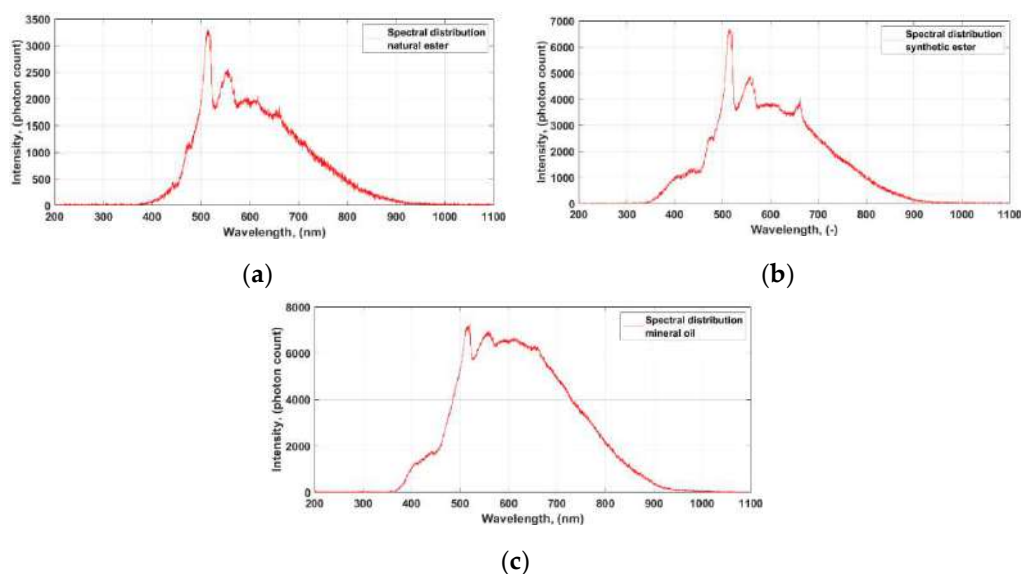 3500
3000
2500
2000
1500
1000
500
0
Intensity, (photon count)
Spectral distribution
natural ester
200 300 400 500 600 700 800 900 1000 1100
Wavelength, (nm)
(a)
7000
6000
5000
4000
3000
2000
1000
0
Intensity, (photon count)
Spectral distribution
synthetic ester
200 300 400 500 600 700 800 900 1000 1100
Wavelength, (-)
(b)
8000
6000
4000
2000
0
Intensity, (photon count)
Spectral distribution
mineral oil
200 300 400 500 600 700 800 900 1000 1100
Wavelength, (nm)
(c)